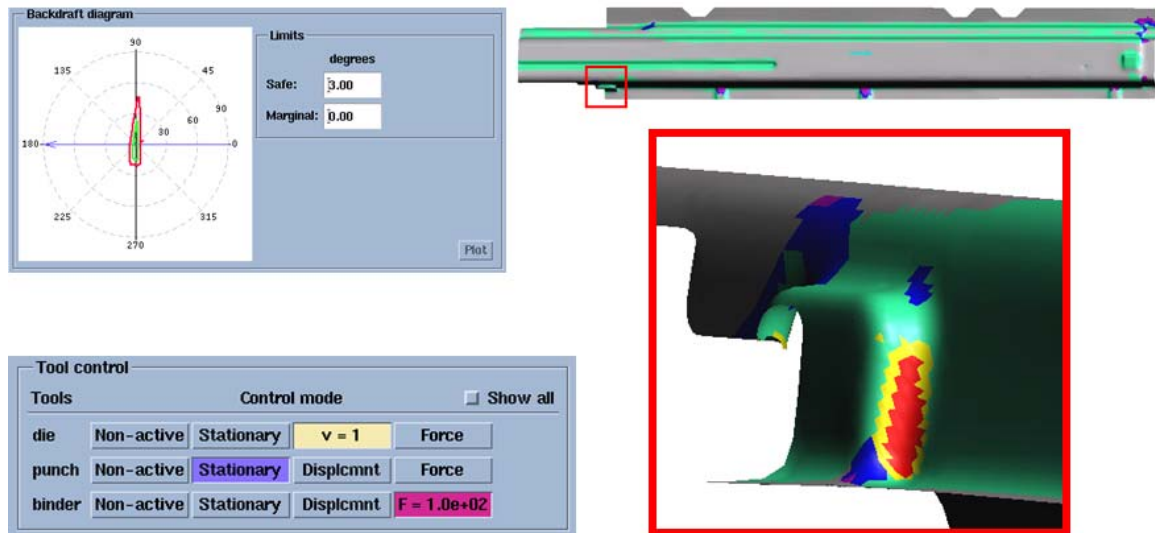 Backdraft diagram
90
135
45
90
60
30
180
0
225
315
270
Limits
degrees
Safe: 3.00
Marginal: 0.00
Plot
Tool control
Tools Control mode Show all
die Non-active Stationary v = 1 Force
punch Non-active Stationary Displcmnt Force
binder Non-active Stationary Displcmnt F = 1.0e+02